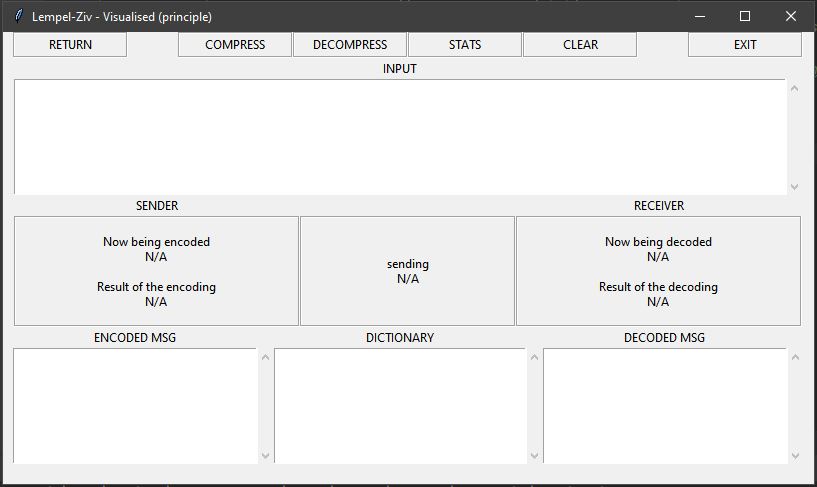 Lempel-Ziv - Visualised (principle)
RETURN COMPRESS DECOMPRESS STATS CLEAR EXIT
INPUT
SENDER RECEIVER
Now being encoded
N/A
Result of the encoding
N/A
sending
N/A
Now being decoded
N/A
Result of the decoding
N/A
ENCODED MSG DICTIONARY DECODED MSG